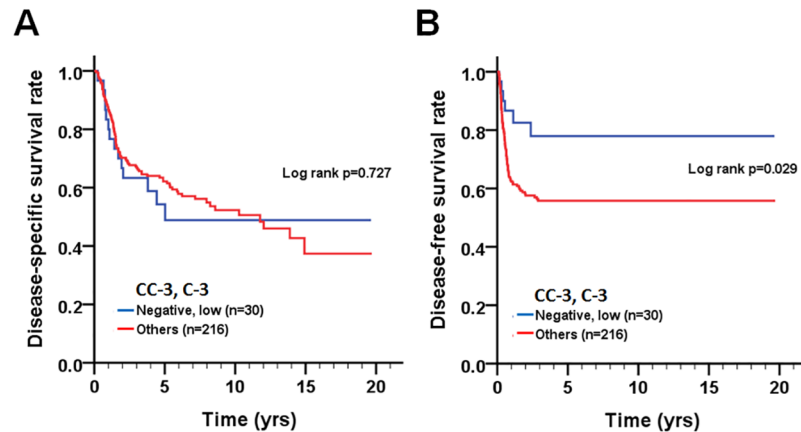 A
Disease-specific survival rate
1.0
0.8
0.6
0.4
0.2
0.0
Log rank p=0.727
CC-3, C-3
Negative, low (n=30)
Others (n=216)
0 5 10 15 20
Time (yrs)
B
Disease-free survival rate
1.0
0.8
0.6
0.4
0.2
0.0
Log rank p=0.029
CC-3, C-3
Negative, low (n=30)
Others (n=216)
0 5 10 15 20
Time (yrs)